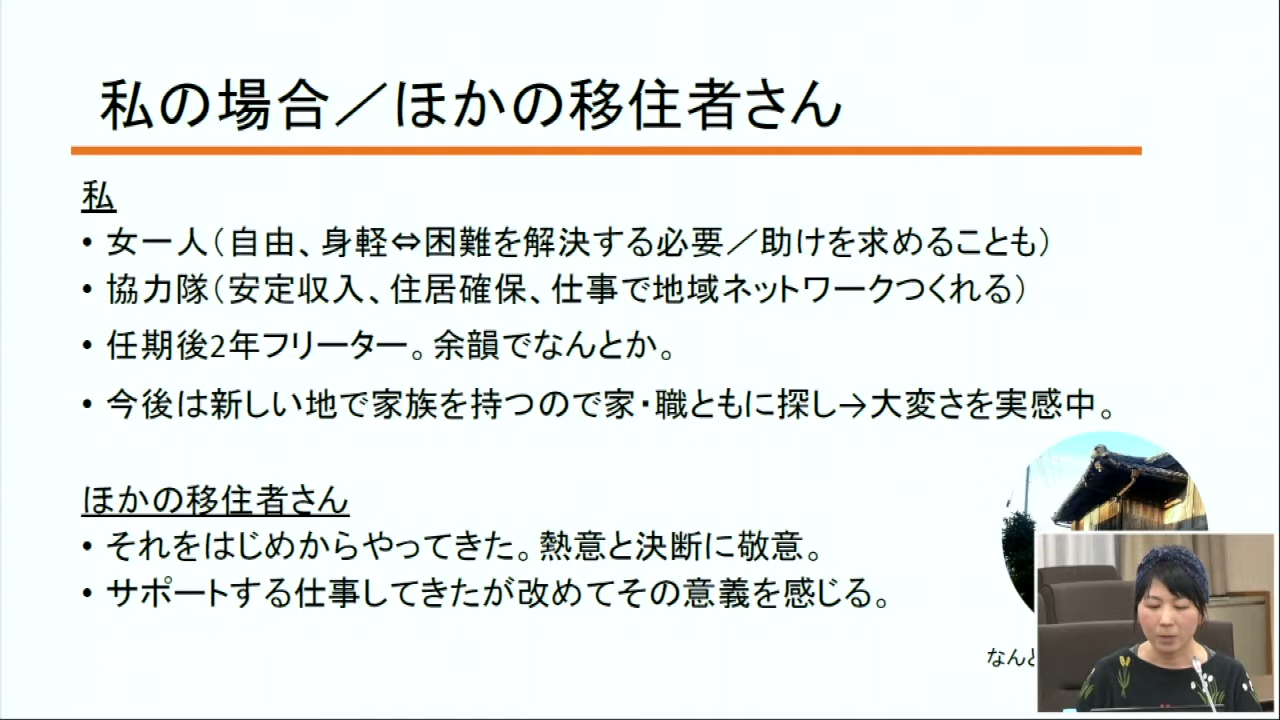 私の場合／ほかの移住者さん
私
• 女一人（自由、身軽⇔困難を解決する必要／助けを求めることも）
• 協力隊（安定収入、住居確保、仕事で地域ネットワークつくれる）
• 任期後2年フリーター。余韻でなんとか。
• 今後は新しい地で家族を持つので家・職ともに探し→大変さを実感中。
ほかの移住者さん
• それをはじめからやってきた。熱意と決断に敬意。
• サポートする仕事してきたが改めてその意義を感じる。
なんと